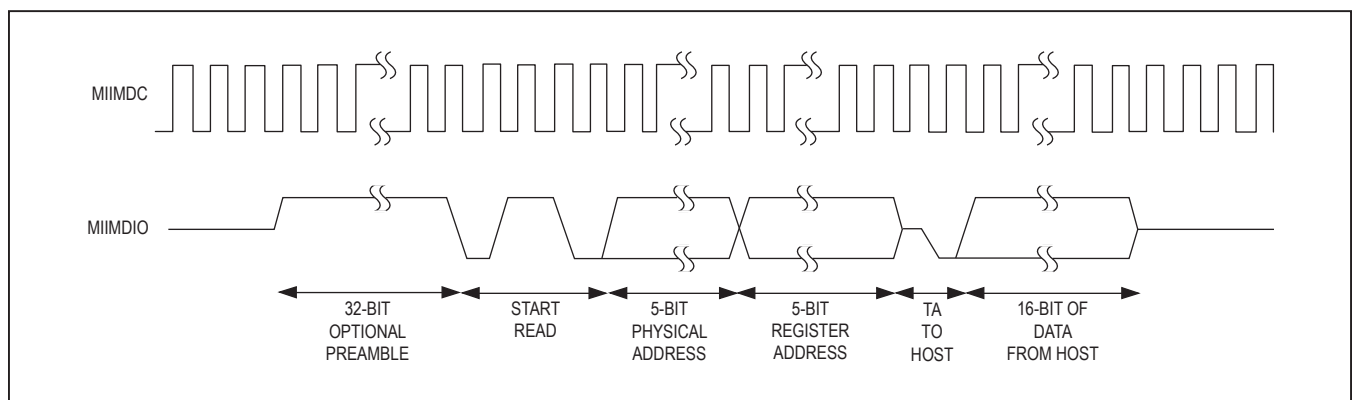 MIIMDC
MIIMDIO
32-BIT
OPTIONAL
PREAMBLE
START
READ
5-BIT
PHYSICAL
ADDRESS
5-BIT
REGISTER
ADDRESS
TA
TO
HOST
16-BIT OF
DATA
FROM HOST